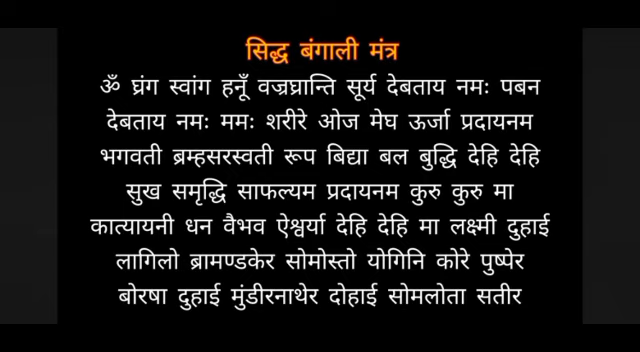 सिद्ध बंगाली मंत्र
ॐ घ्रंग स्वांग हनूँ वज्रघ्रान्ति सूर्य देबताय नमः पबन
देबताय नमः ममः शरीरे ओज मेघ ऊर्जा प्रदायनम
भगवती ब्रम्हसरस्वती रूप बिद्या बल बुद्धि देहि देहि
सुख समृद्धि साफल्यम प्रदायनम कुरु कुरु मा
कात्यायनी धन वैभव ऐश्वर्या देहि देहि मा लक्ष्मी दुहाई
लागिलो ब्रामण्डकेर सोमोस्तो योगिनि कोरे पुष्पेर
बोरषा दुहाई मुंडीरनाथेर दोहाई सोमलोता सतीर